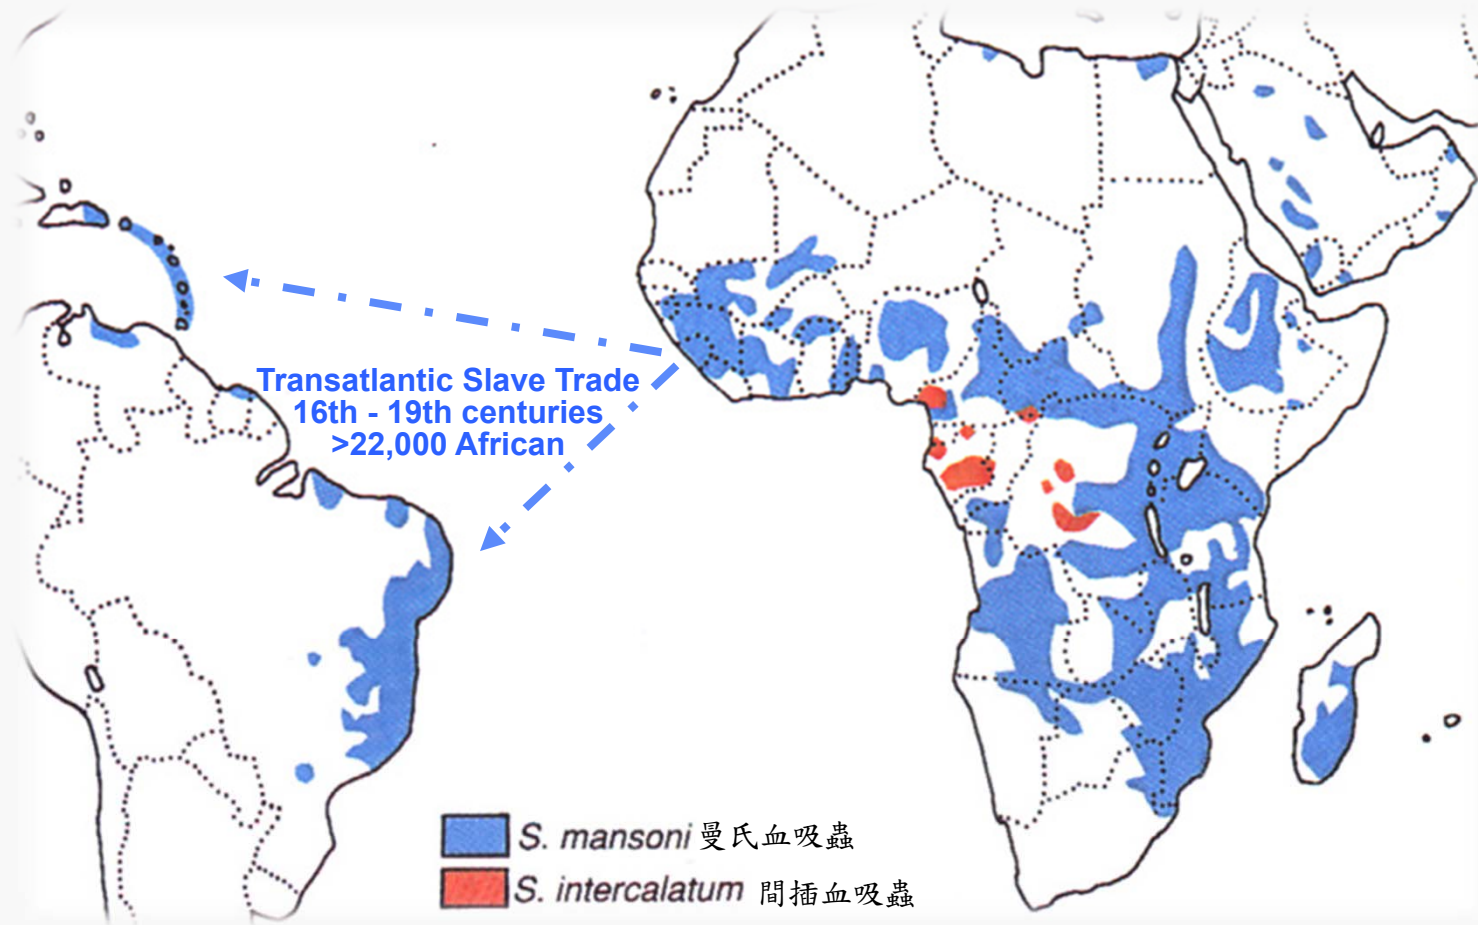 Transatlantic Slave Trade
16th - 19th centuries
>22,000 African
S. mansoni 曼氏血吸蟲
S. intercalatum 間插血吸蟲